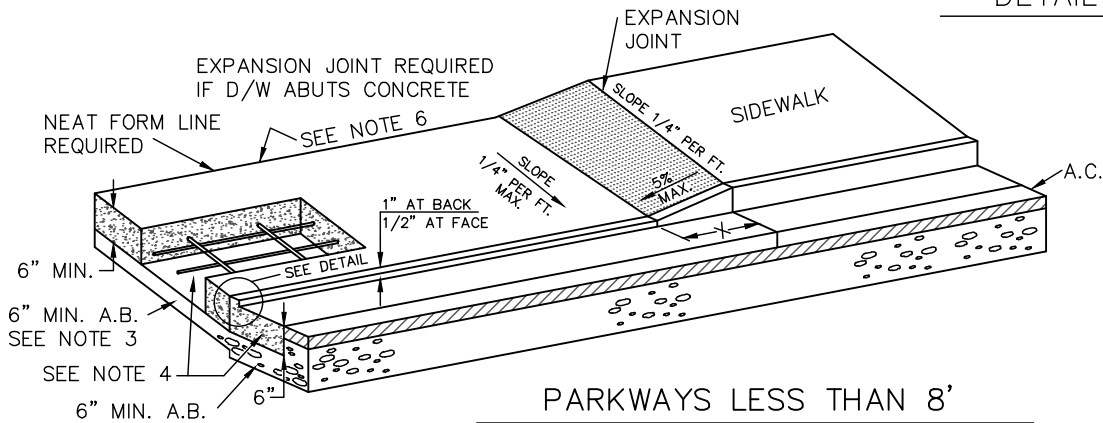 DETAIL
EXPANSION
JOINT
EXPANSION JOINT REQUIRED
IF D/W ABUTS CONCRETE
NEAT FORM LINE
REQUIRED
SEE NOTE 6
SLOPE 1/4" PER FT.
SIDEWALK
SLOPE
1/4" PER FT.
MAX.
5%
MAX.
A.C.
1" AT BACK
1/2" AT FACE
X
6" MIN.
SEE DETAIL
6" MIN. A.B.
SEE NOTE 3
SEE NOTE 4
6"
6" MIN. A.B.
PARKWAYS LESS THAN 8'